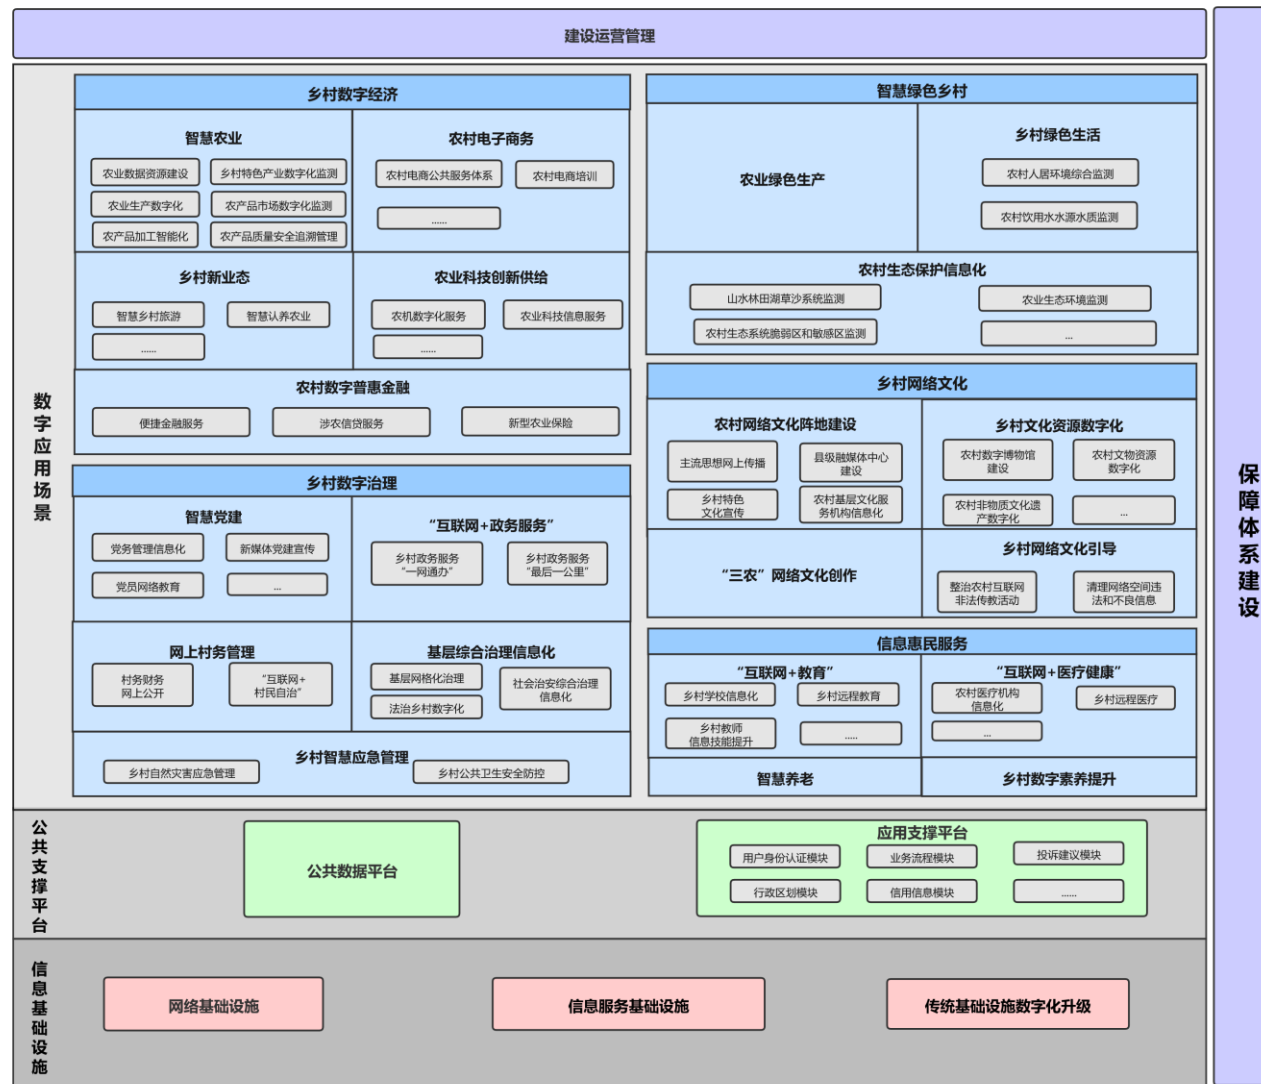 建设运营管理
保障体系建设
数字应用场景
乡村数字经济
智慧农业
农业数据资源建设
乡村特色产业数字化监测
农业生产数字化
农产品市场数字化监测
农产品加工智能化
农产品质量安全追溯管理
农村电子商务
农村电商公共服务体系
农村电商培训
......
乡村新业态
智慧乡村旅游
智慧认养农业
......
农业科技创新供给
农机数字化服务
农业科技信息服务
......
农村数字普惠金融
便捷金融服务
涉农信贷服务
新型农业保险
乡村数字治理
智慧党建
党务管理信息化
新媒体党建宣传
党员网络教育
...
“互联网+政务服务”
乡村政务服务
“一网通办”
乡村政务服务
“最后一公里”
网上村务管理
村务财务
网上公开
“互联网+
村民自治”
基层综合治理信息化
基层网格化治理
法治乡村数字化
社会治安综合治理
信息化
乡村智慧应急管理
乡村自然灾害应急管理
乡村公共卫生安全防控
智慧绿色乡村
农业绿色生产
乡村绿色生活
农村人居环境综合监测
农村饮用水水源水质监测
农村生态保护信息化
山水林田湖草沙系统监测
农业生态环境监测
农村生态系统脆弱区和敏感区监测
...
乡村网络文化
农村网络文化阵地建设
主流思想网上传播
县级融媒体中心
建设
乡村特色
文化宣传
农村基层文化服
务机构信息化
乡村文化资源数字化
农村数字博物馆
建设
农村文物资源
数字化
农村非物质文化遗
产数字化
...
“三农”网络文化创作
乡村网络文化引导
整治农村互联网
非法传教活动
清理网络空间违
法和不良信息
信息惠民服务
“互联网+教育”
乡村学校信息化
乡村远程教育
乡村教师
信息技能提升
.....
“互联网+医疗健康”
农村医疗机构
信息化
乡村远程医疗
...
智慧养老
乡村数字素养提升
公共支撑平台
公共数据平台
应用支撑平台
用户身份认证模块
业务流程模块
投诉建议模块
行政区划模块
信用信息模块
......
信息基础设施
网络基础设施
信息服务基础设施
传统基础设施数字化升级